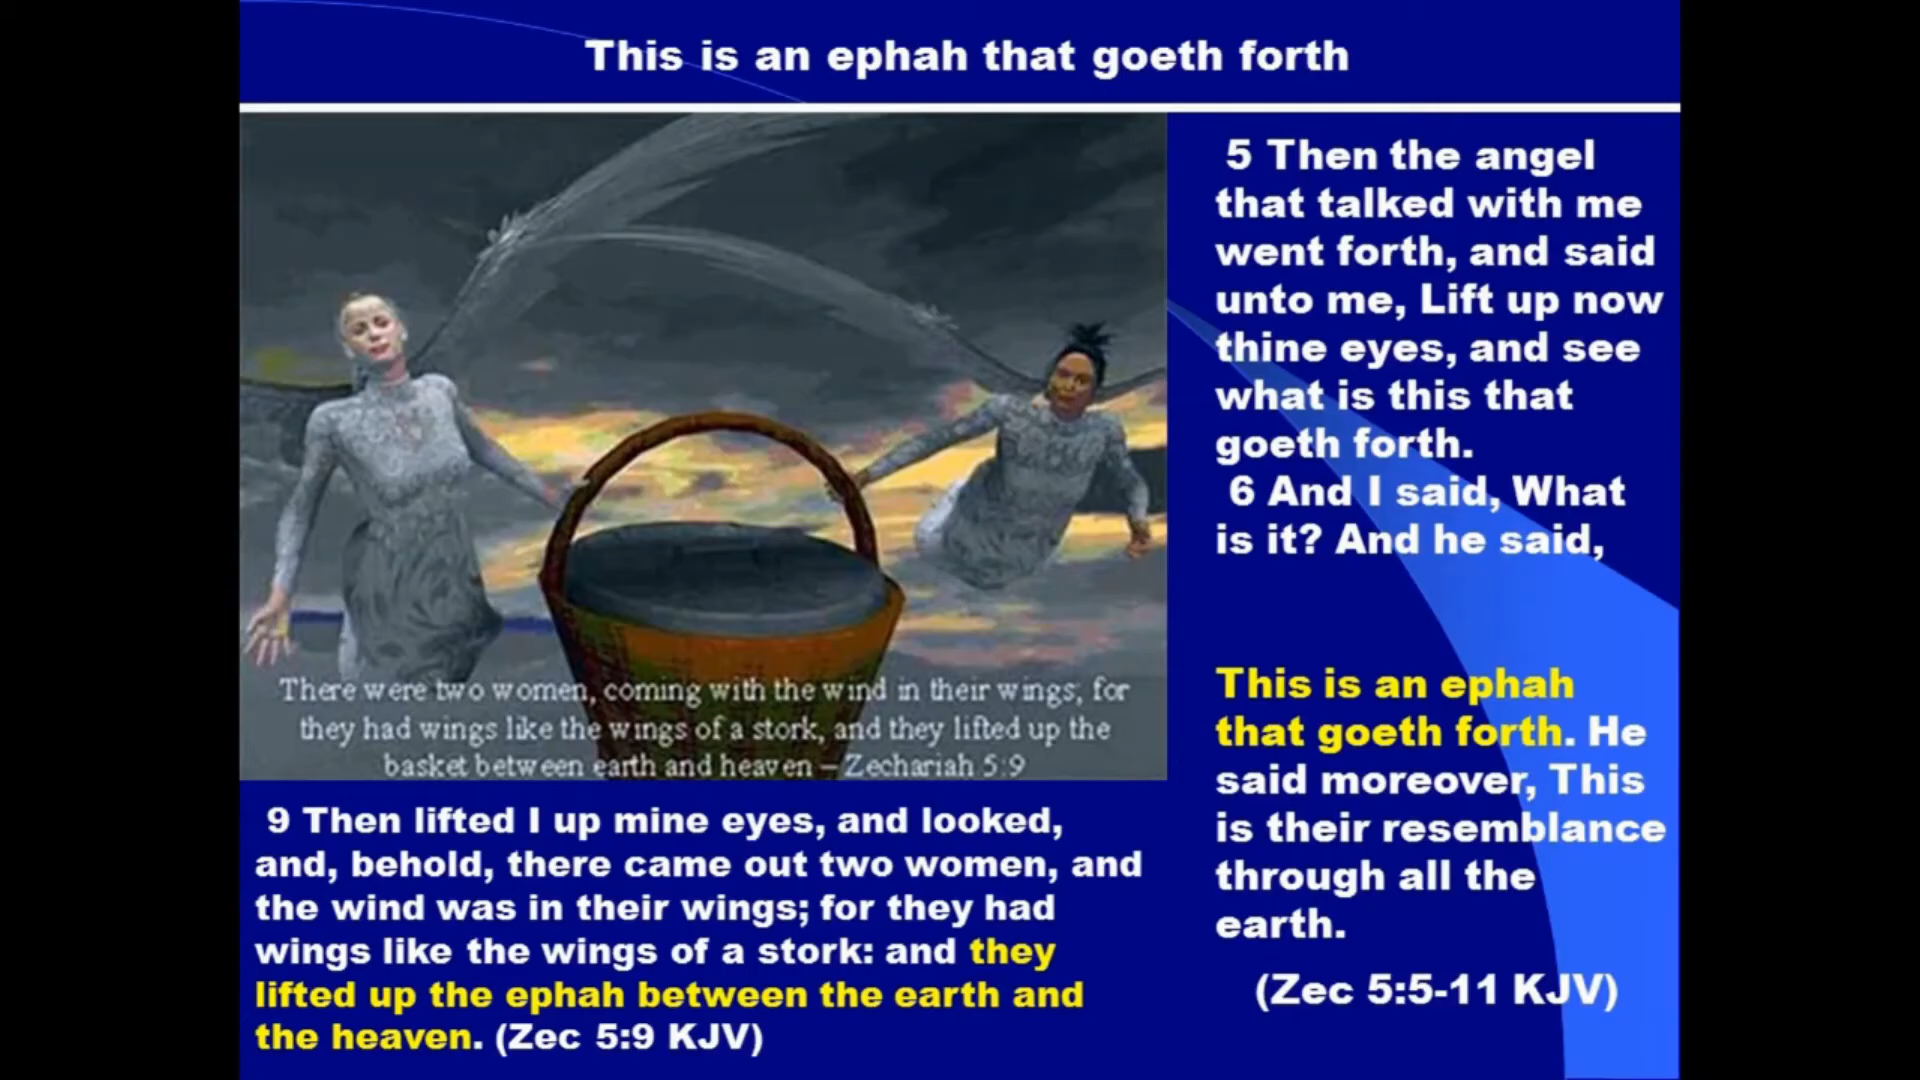 This is an ephah that goeth forth
There were two women, coming with the wind in their wings, for
they had wings like the wings of a stork, and they lifted up the
basket between earth and heaven – Zechariah 5:9
9 Then lifted I up mine eyes, and looked,
and, behold, there came out two women, and
the wind was in their wings; for they had
wings like the wings of a stork: and they
lifted up the ephah between the earth and
the heaven. (Zec 5:9 KJV)
5 Then the angel
that talked with me
went forth, and said
unto me, Lift up now
thine eyes, and see
what is this that
goeth forth.
6 And I said, What
is it? And he said,
This is an ephah
that goeth forth. He
said moreover, This
is their resemblance
through all the
earth.
(Zec 5:5-11 KJV)